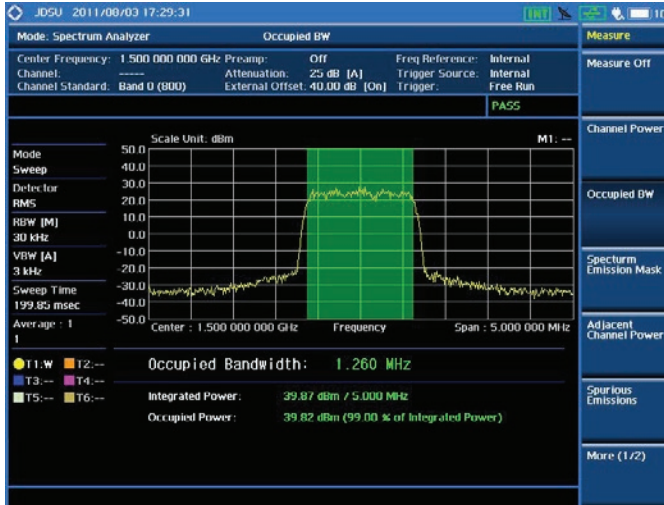 JDSU 2011/08/03 17:29:31
INT
Mode: Spectrum Analyzer Occupied BW
Measure
Center Frequency: 1.500 000 000 GHz Preamp: Off Freq Reference: Internal
Channel: ----- Attenuation: 25 dB [A] Trigger Source: Internal
Channel Standard: Band 0 (800) External Offset: 40.00 dB [On] Trigger: Free Run
PASS
Measure Off
Channel Power
Occupied BW
Specturm
Emission Mask
Adjacent
Channel Power
Spurious
Emissions
More (1/2)
Scale Unit: dBm M1: --
Mode
Sweep
Detector
RMS
RBW [M]
30 kHz
VBW [A]
3 kHz
Sweep Time
199.85 msec
Average : 1
1
50.0
40.0
30.0
20.0
10.0
0.0
-10.0
-20.0
-30.0
-40.0
-50.0
Center : 1.500 000 000 GHz Frequency Span : 5.000 000 MHz
T1:W T2:--
T3:-- T4:--
T5:-- T6:--
Occupied Bandwidth: 1.260 MHz
Integrated Power: 39.87 dBm / 5.000 MHz
Occupied Power: 39.82 dBm (99.00 % of Integrated Power)